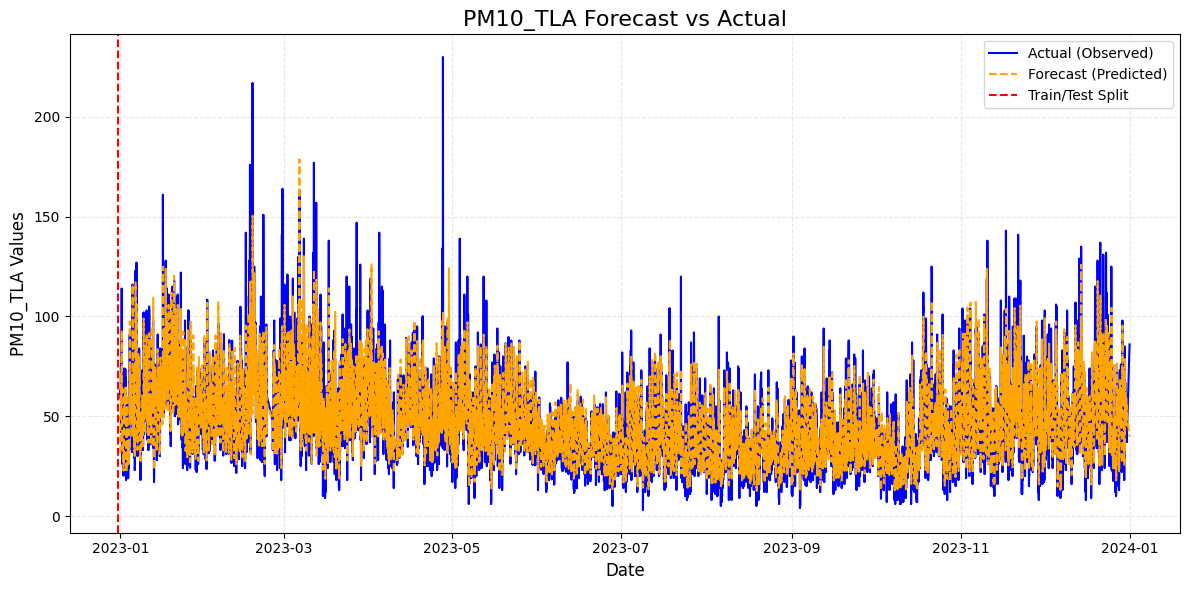 PM10_TLA Forecast vs Actual
Actual (Observed)
Forecast (Predicted)
Train/Test Split
PM10_TLA Values
200
150
100
50
0
2023-01
2023-03
2023-05
2023-07
2023-09
2023-11
2024-01
Date